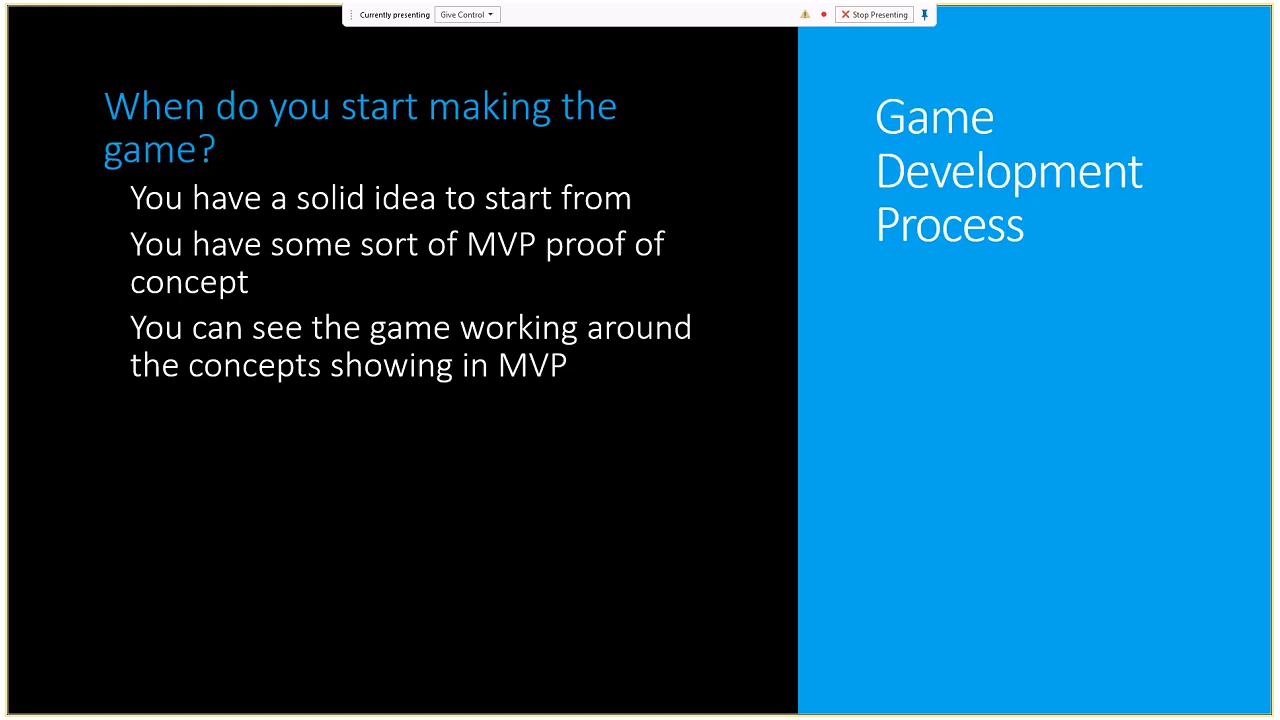 Currently presenting
Give Control
Stop Presenting
When do you start making the
game?
You have a solid idea to start from
You have some sort of MVP proof of
concept
You can see the game working around
the concepts showing in MVP
Game
Development
Process